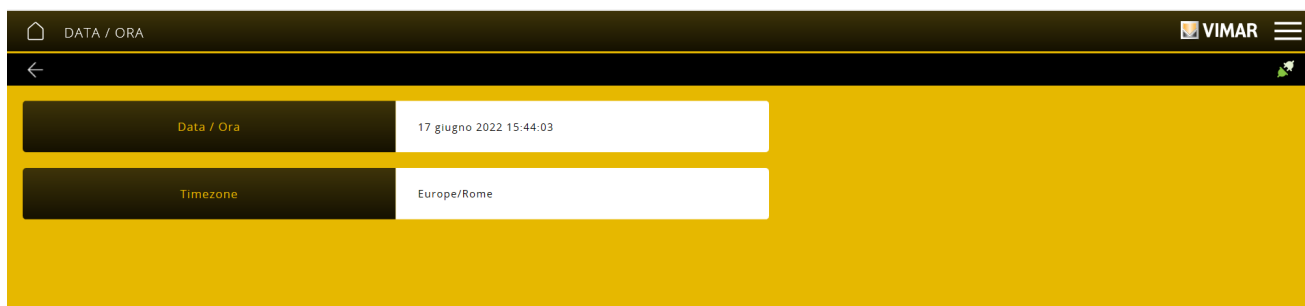 DATA / ORA
VIMAR
Data / Ora
17 giugno 2022 15:44:03
Timezone
Europe/Rome